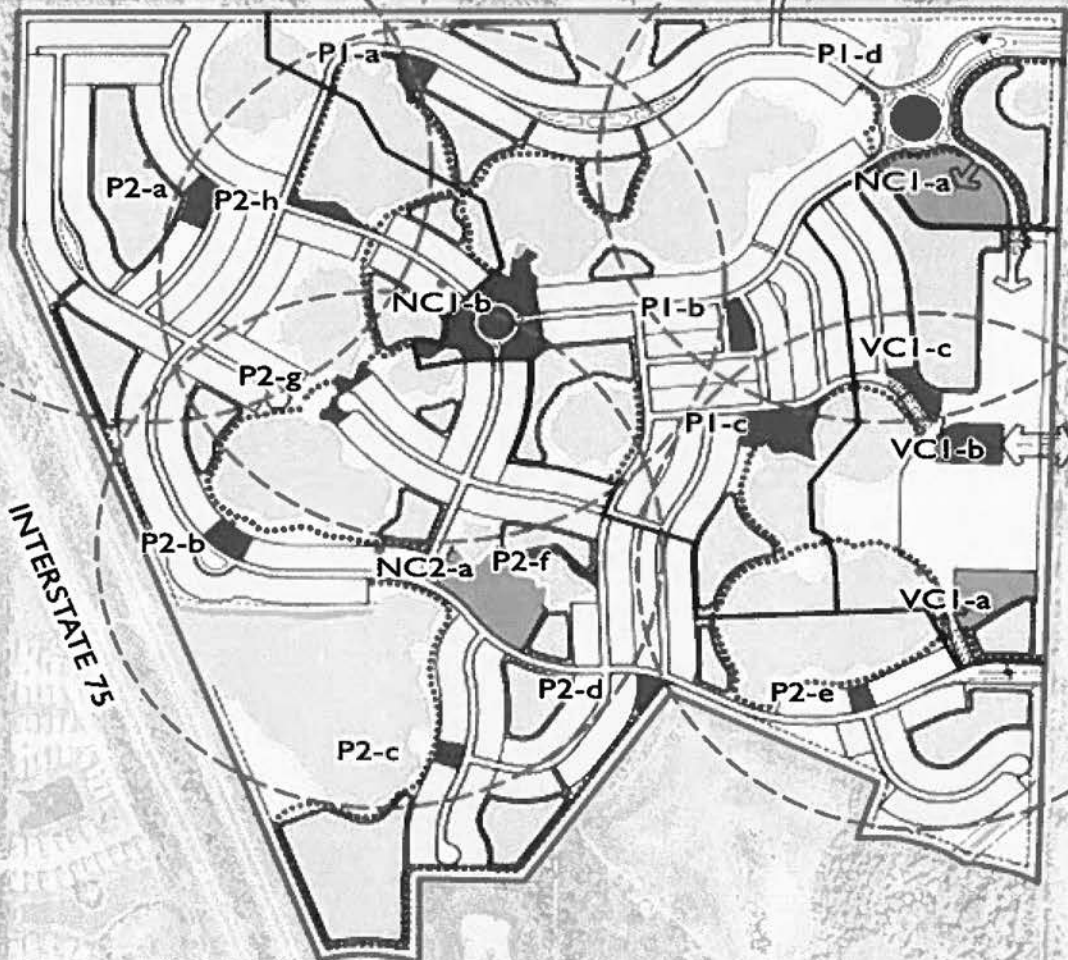 P1-a
P1-d
P2-a
P2-h
NC1-a
NC1-b
P1-b
VC1-c
P2-g
P1-c
VC1-b
INTERSTATE 75
P2-b
NC2-a
P2-f
VC1-a
P2-d
P2-e
P2-c